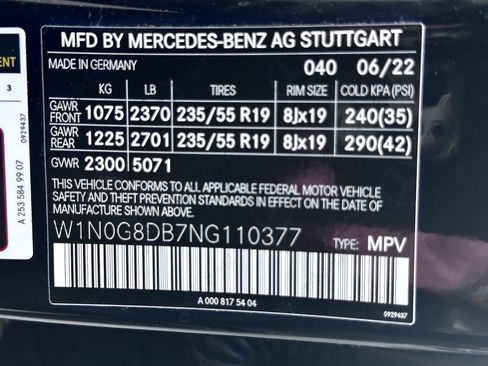 MFD BY MERCEDES-BENZ AG STUTTGART
MADE IN GERMANY 040 06/22
KG LB TIRES RIM SIZE COLD KPA (PSI)
GAWR FRONT 1075 2370 235/55 R19 8Jx19 240(35)
GAWR REAR 1225 2701 235/55 R19 8Jx19 290(42)
GVWR 2300 5071
THIS VEHICLE CONFORMS TO ALL APPLICABLE FEDERAL MOTOR VEHICLE
SAFETY AND THEFT PREVENTION STANDARDS IN EFFECT ON THE DATE
OF MANUFACTURE SHOWN ABOVE.
W1N0G8DB7NG110377 TYPE: MPV
A 000 817 54 04
0929437
ENT
3
0929437
A 253 584 99 07